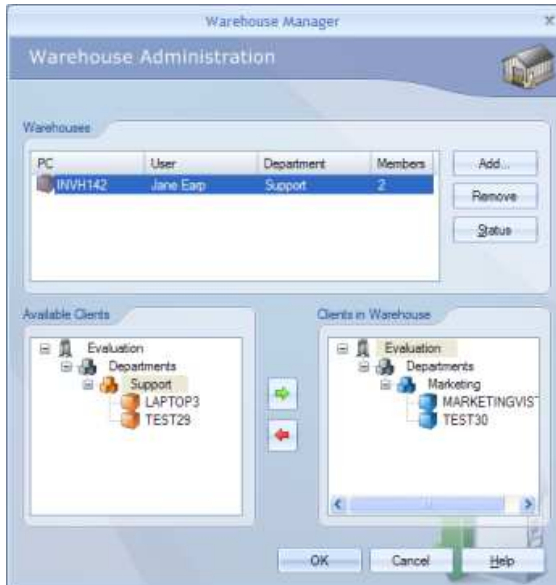 Warehouse Manager
Warehouse Administration
Warehouses
PC User Department Members
INVH142 Jane Earp Support 2
Add...
Remove
Status
Available Clients
Evaluation
Departments
Support
LAPTOP3
TEST29
Clients in Warehouse
Evaluation
Departments
Marketing
MARKETINGVIST
TEST30
OK Cancel Help